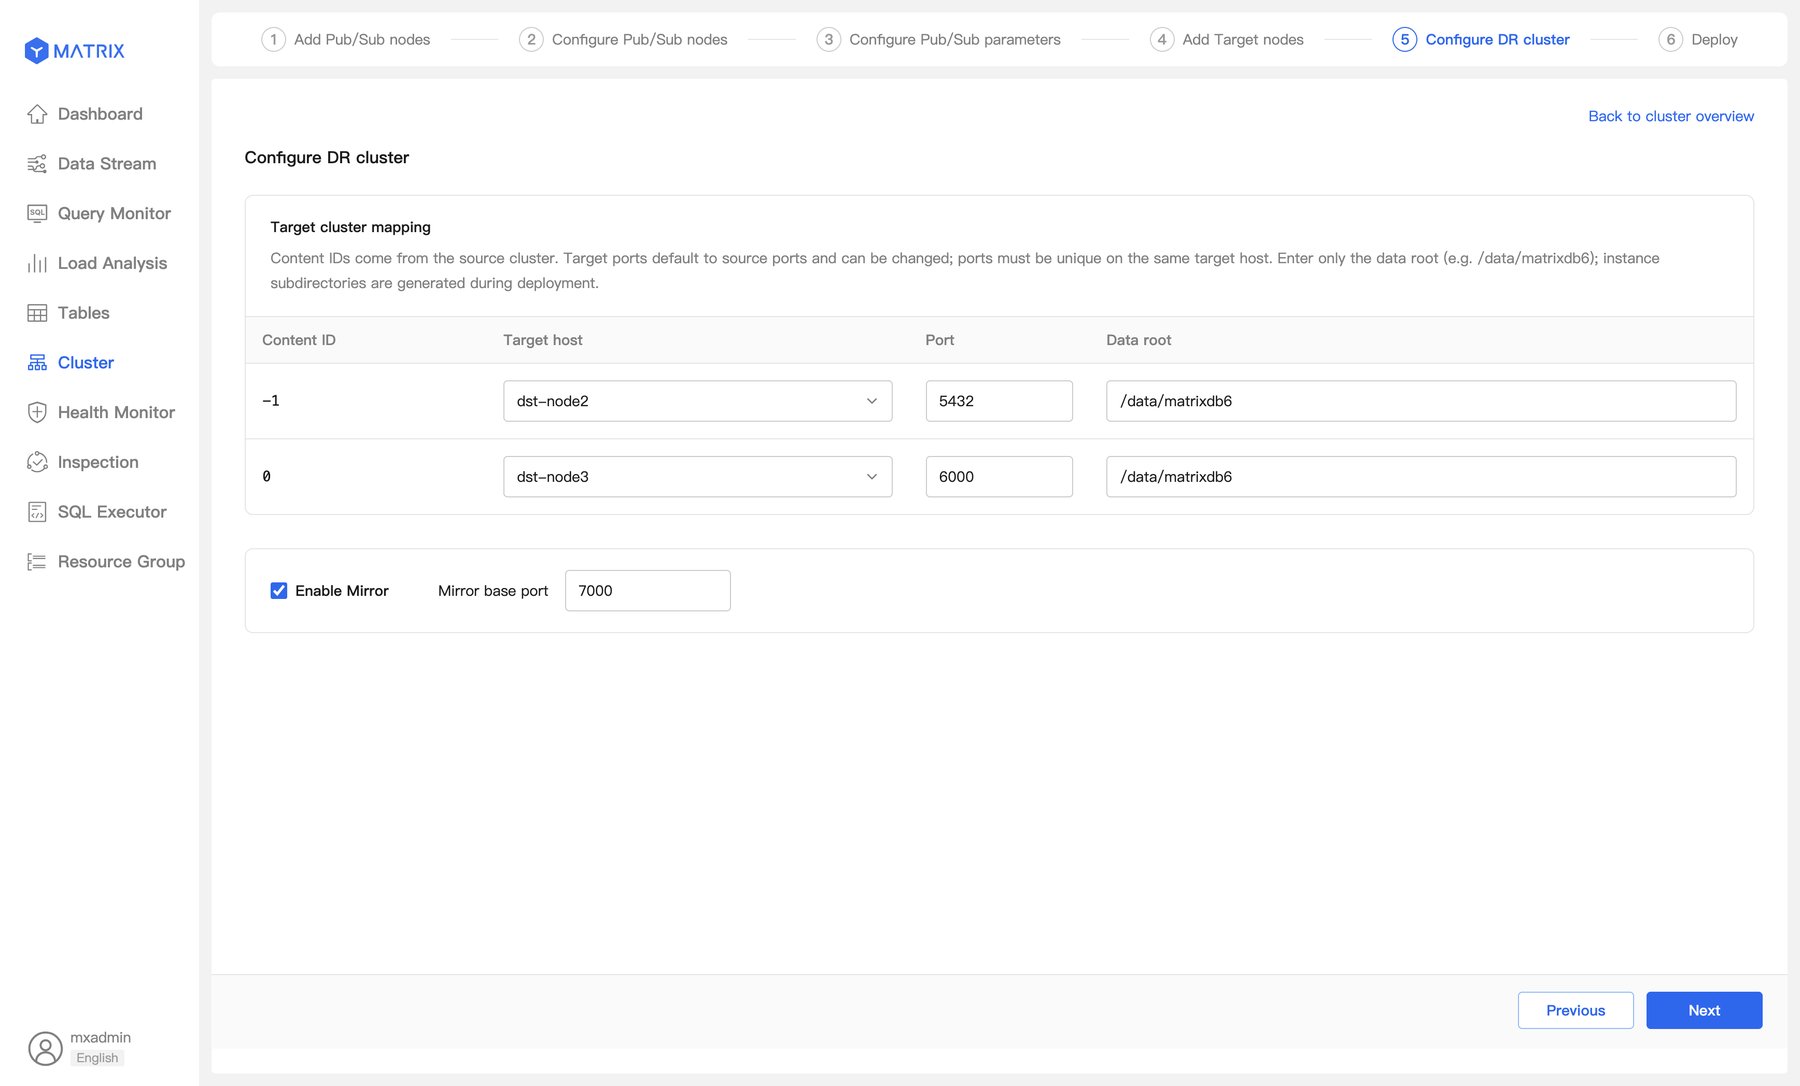 MATRIX
Dashboard
Data Stream
SQL
Query Monitor
Load Analysis
Tables
Cluster
Health Monitor
Inspection
SQL Executor
Resource Group
mxadmin
English
1 Add Pub/Sub nodes
2 Configure Pub/Sub nodes
3 Configure Pub/Sub parameters
4 Add Target nodes
5 Configure DR cluster
6 Deploy
Back to cluster overview
Configure DR cluster
Target cluster mapping
Content IDs come from the source cluster. Target ports default to source ports and can be changed; ports must be unique on the same target host. Enter only the data root (e.g. /data/matrixdb6); instance
subdirectories are generated during deployment.
Content ID Target host Port Data root
-1 dst-node2 5432 /data/matrixdb6
0 dst-node3 6000 /data/matrixdb6
Enable Mirror Mirror base port 7000
Previous Next